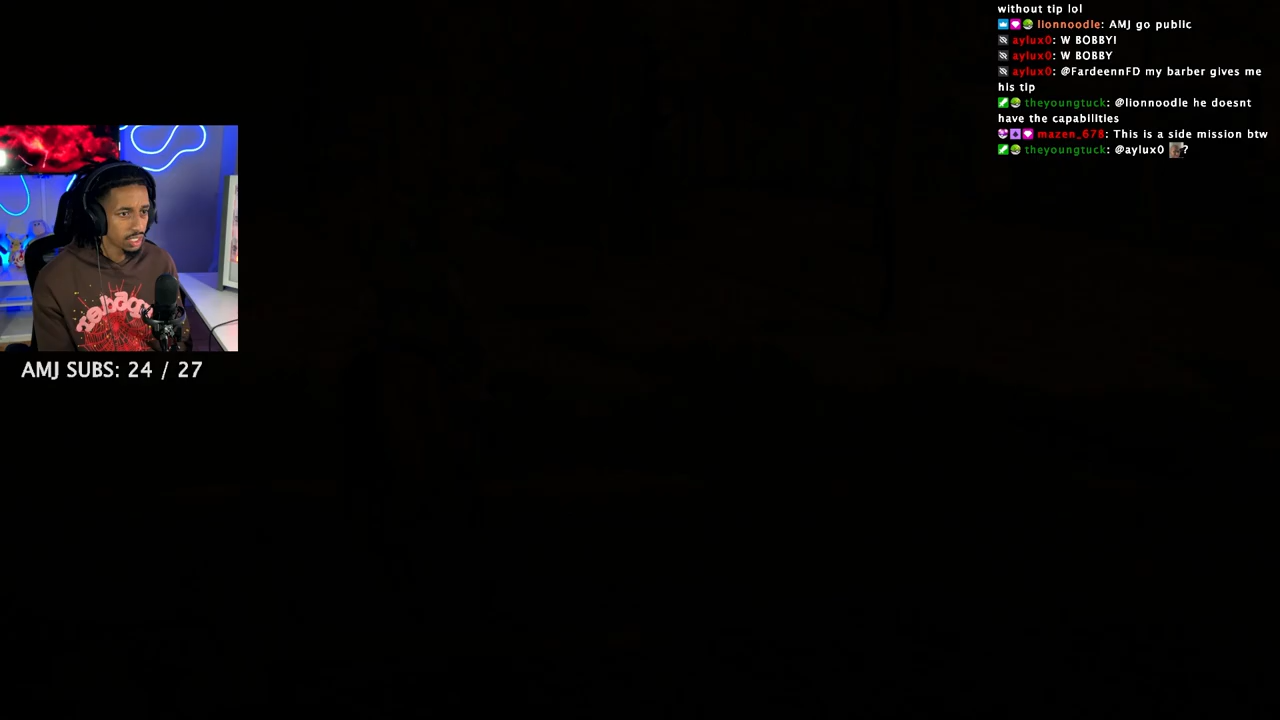 without tip lol
lionnoodle: AMJ go public
aylux0: W BOBBYI
aylux0: W BOBBY
aylux0: @FardeennFD my barber gives me
his tip
theyoungtuck: @lionnoodle he doesnt
have the capabilities
mazen_678: This is a side mission btw
theyoungtuck: @aylux0 ?
AMJ SUBS: 24 / 27